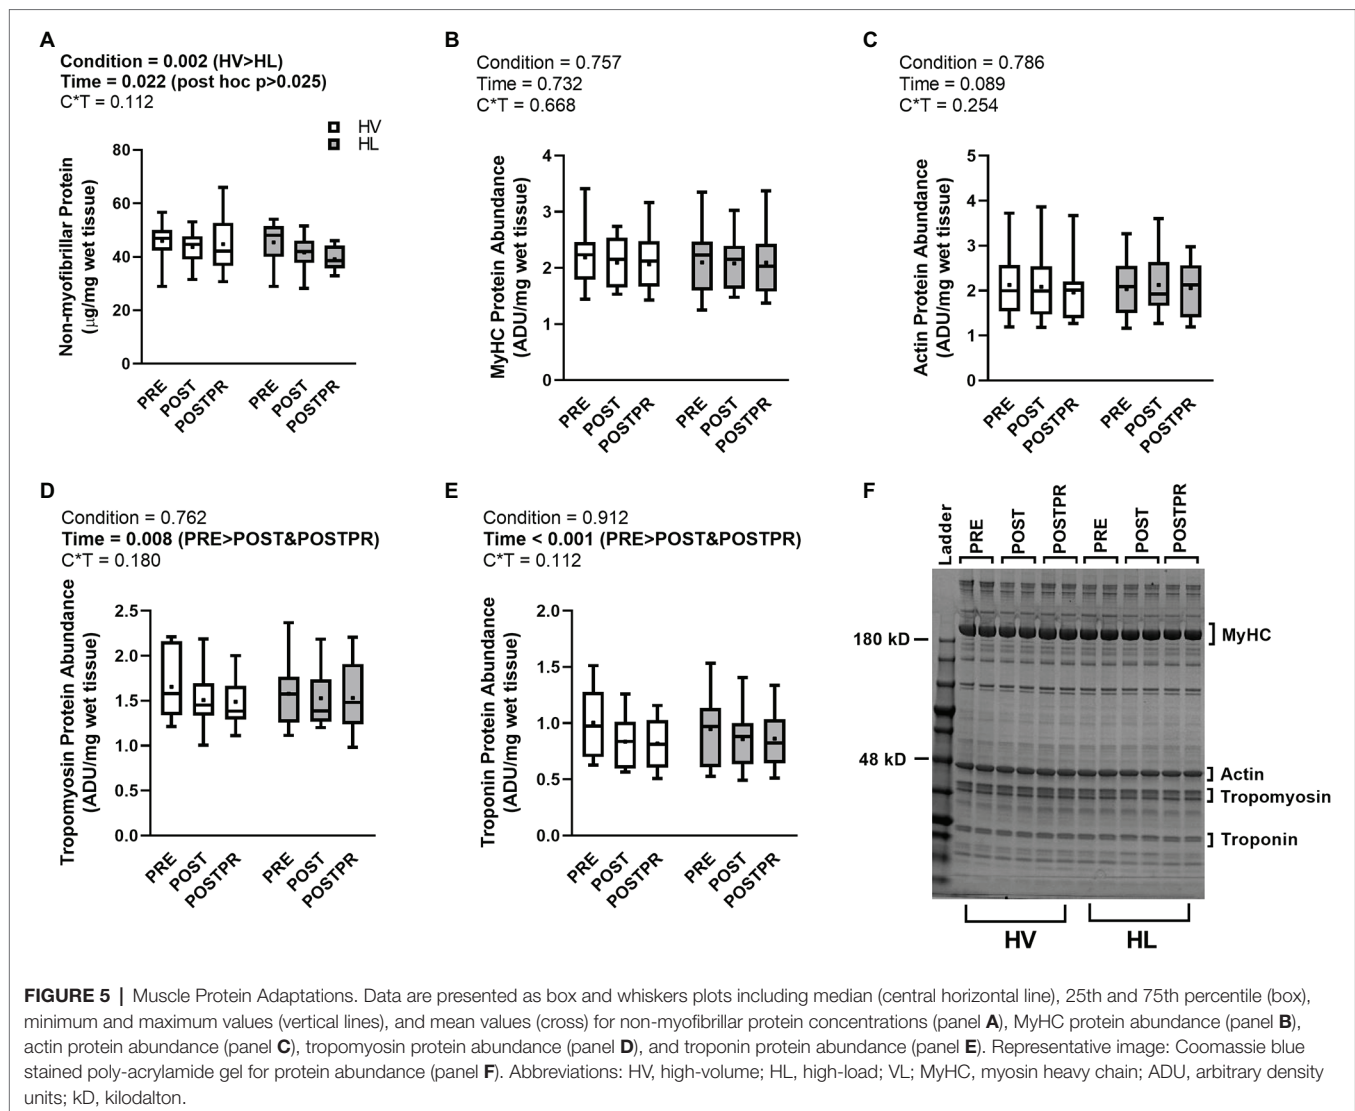 A
Condition = 0.002 (HV>HL)
Time = 0.022 (post hoc p>0.025)
C*T = 0.112
HV
HL
Non-myofibrillar Protein
(µg/mg wet tissue)
80
60
40
20
0
PRE
POST
POSTPR
PRE
POST
POSTPR
B
Condition = 0.757
Time = 0.732
C*T = 0.668
MyHC Protein Abundance
(ADU/mg wet tissue)
4
3
2
1
0
PRE
POST
POSTPR
PRE
POST
POSTPR
C
Condition = 0.786
Time = 0.089
C*T = 0.254
Actin Protein Abundance
(ADU/mg wet tissue)
5
4
3
2
1
0
PRE
POST
POSTPR
PRE
POST
POSTPR
D
Condition = 0.762
Time = 0.008 (PRE>POST&POSTPR)
C*T = 0.180
Tropomyosin Protein Abundance
(ADU/mg wet tissue)
2.5
2.0
1.5
1.0
0.5
0.0
PRE
POST
POSTPR
PRE
POST
POSTPR
E
Condition = 0.912
Time < 0.001 (PRE>POST&POSTPR)
C*T = 0.112
Troponin Protein Abundance
(ADU/mg wet tissue)
2.0
1.5
1.0
0.5
0.0
PRE
POST
POSTPR
PRE
POST
POSTPR
F
Ladder
PRE
POST
POSTPR
PRE
POST
POSTPR
180 kD
48 kD
MyHC
Actin
Tropomyosin
Troponin
HV
HL
FIGURE 5 | Muscle Protein Adaptations. Data are presented as box and whiskers plots including median (central horizontal line), 25th and 75th percentile (box),
minimum and maximum values (vertical lines), and mean values (cross) for non-myofibrillar protein concentrations (panel A), MyHC protein abundance (panel B),
actin protein abundance (panel C), tropomyosin protein abundance (panel D), and troponin protein abundance (panel E). Representative image: Coomassie blue
stained poly-acrylamide gel for protein abundance (panel F). Abbreviations: HV, high-volume; HL, high-load; VL; MyHC, myosin heavy chain; ADU, arbitrary density
units; kD, kilodalton.